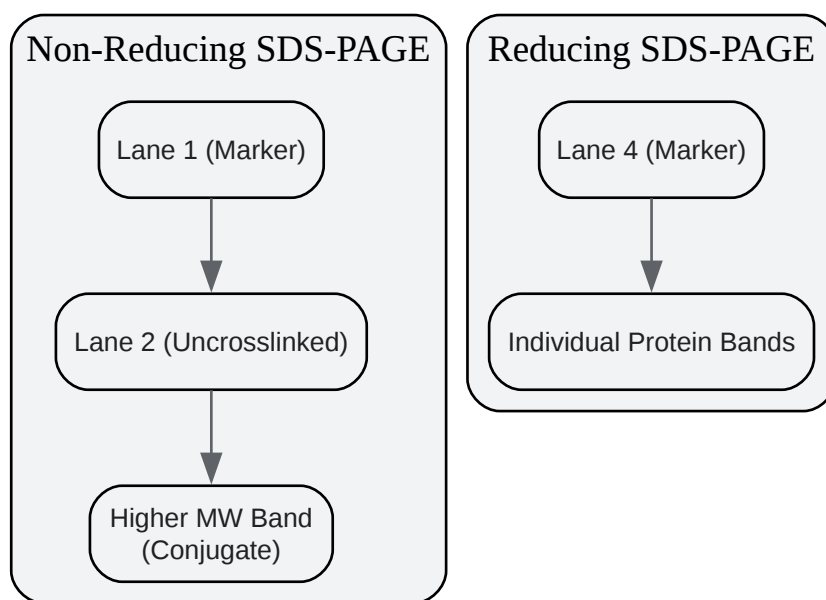 Non-Reducing SDS-PAGE
Lane 1 (Marker)
Lane 2 (Uncrosslinked)
Higher MW Band
(Conjugate)
Reducing SDS-PAGE
Lane 4 (Marker)
Individual Protein Bands